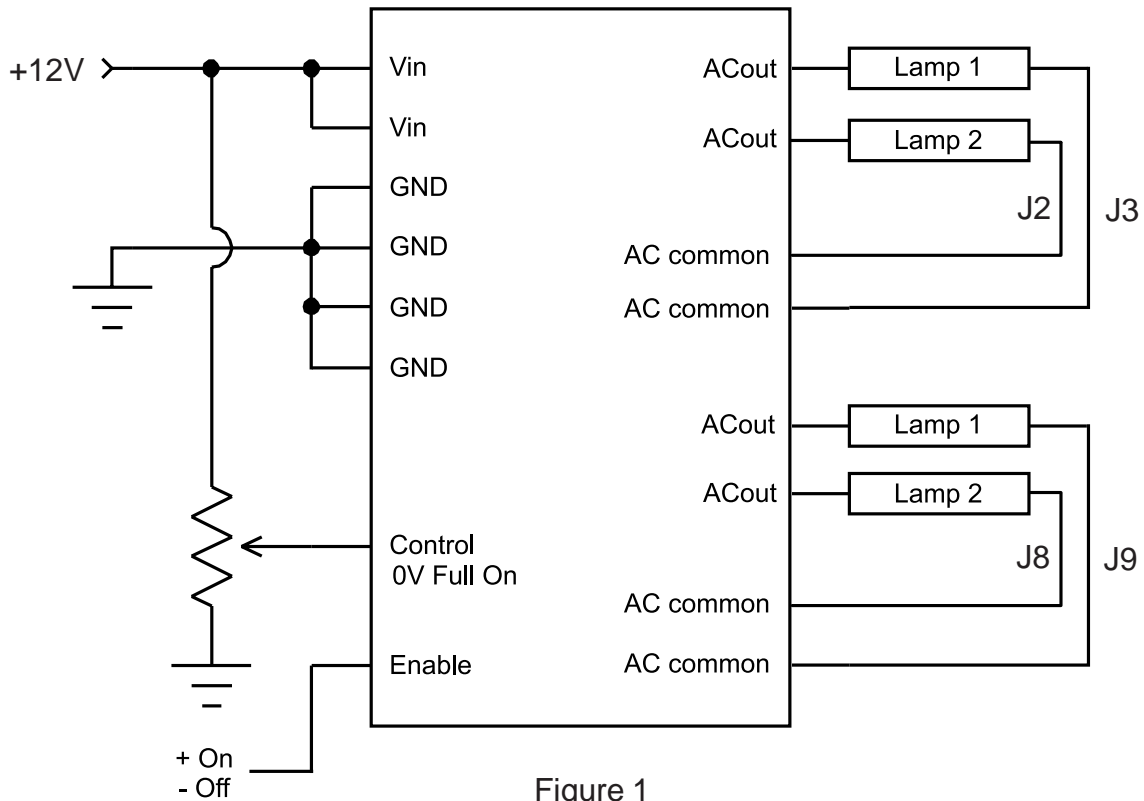 +12V
Vin
Vin
GND
GND
GND
GND
Control
0V Full On
Enable
+ On
- Off
ACout
Lamp 1
ACout
Lamp 2
J2
J3
AC common
AC common
ACout
Lamp 1
ACout
Lamp 2
J8
J9
AC common
AC common
Figure 1